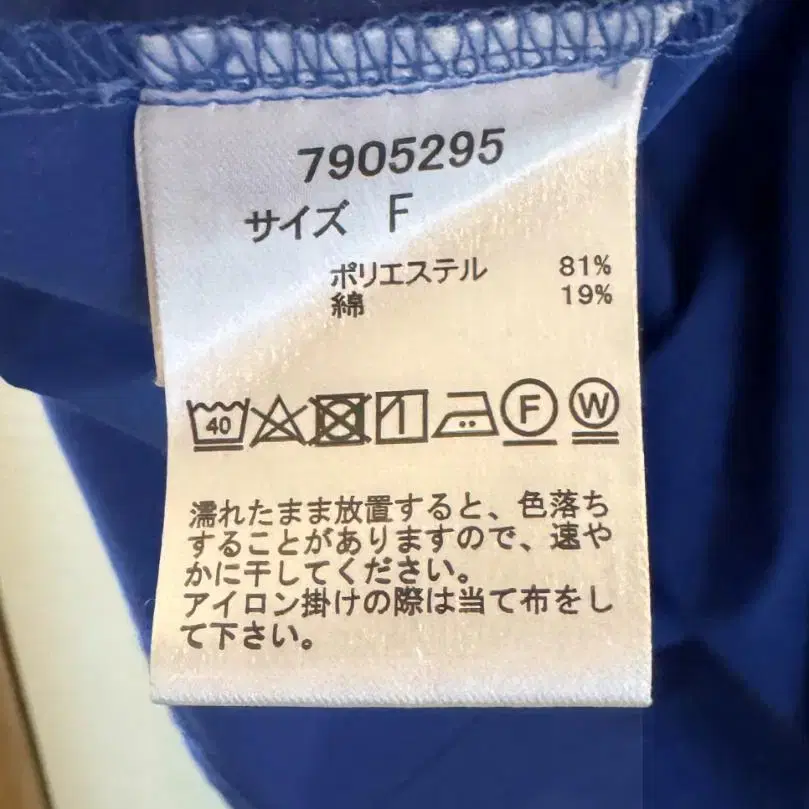 7905295
サイズ F
ポリエステル 81%
綿 19%
40 F W
濡れたまま放置すると、色落ち
することがありますので、速や
かに干してください。
アイロン掛けの際は当て布をし
て下さい。